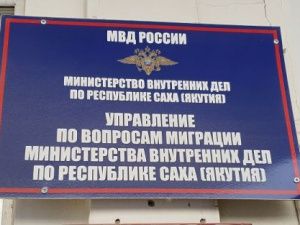 МВД РОССИИ
МИНИСТЕРСТВО ВНУТРЕННИХ ДЕЛ
ПО РЕСПУБЛИКЕ САХА (ЯКУТИЯ)
УПРАВЛЕНИЕ
ПО ВОПРОСАМ МИГРАЦИИ
МИНИСТЕРСТВА ВНУТРЕННИХ ДЕЛ
ПО РЕСПУБЛИКЕ САХА (ЯКУТИЯ)